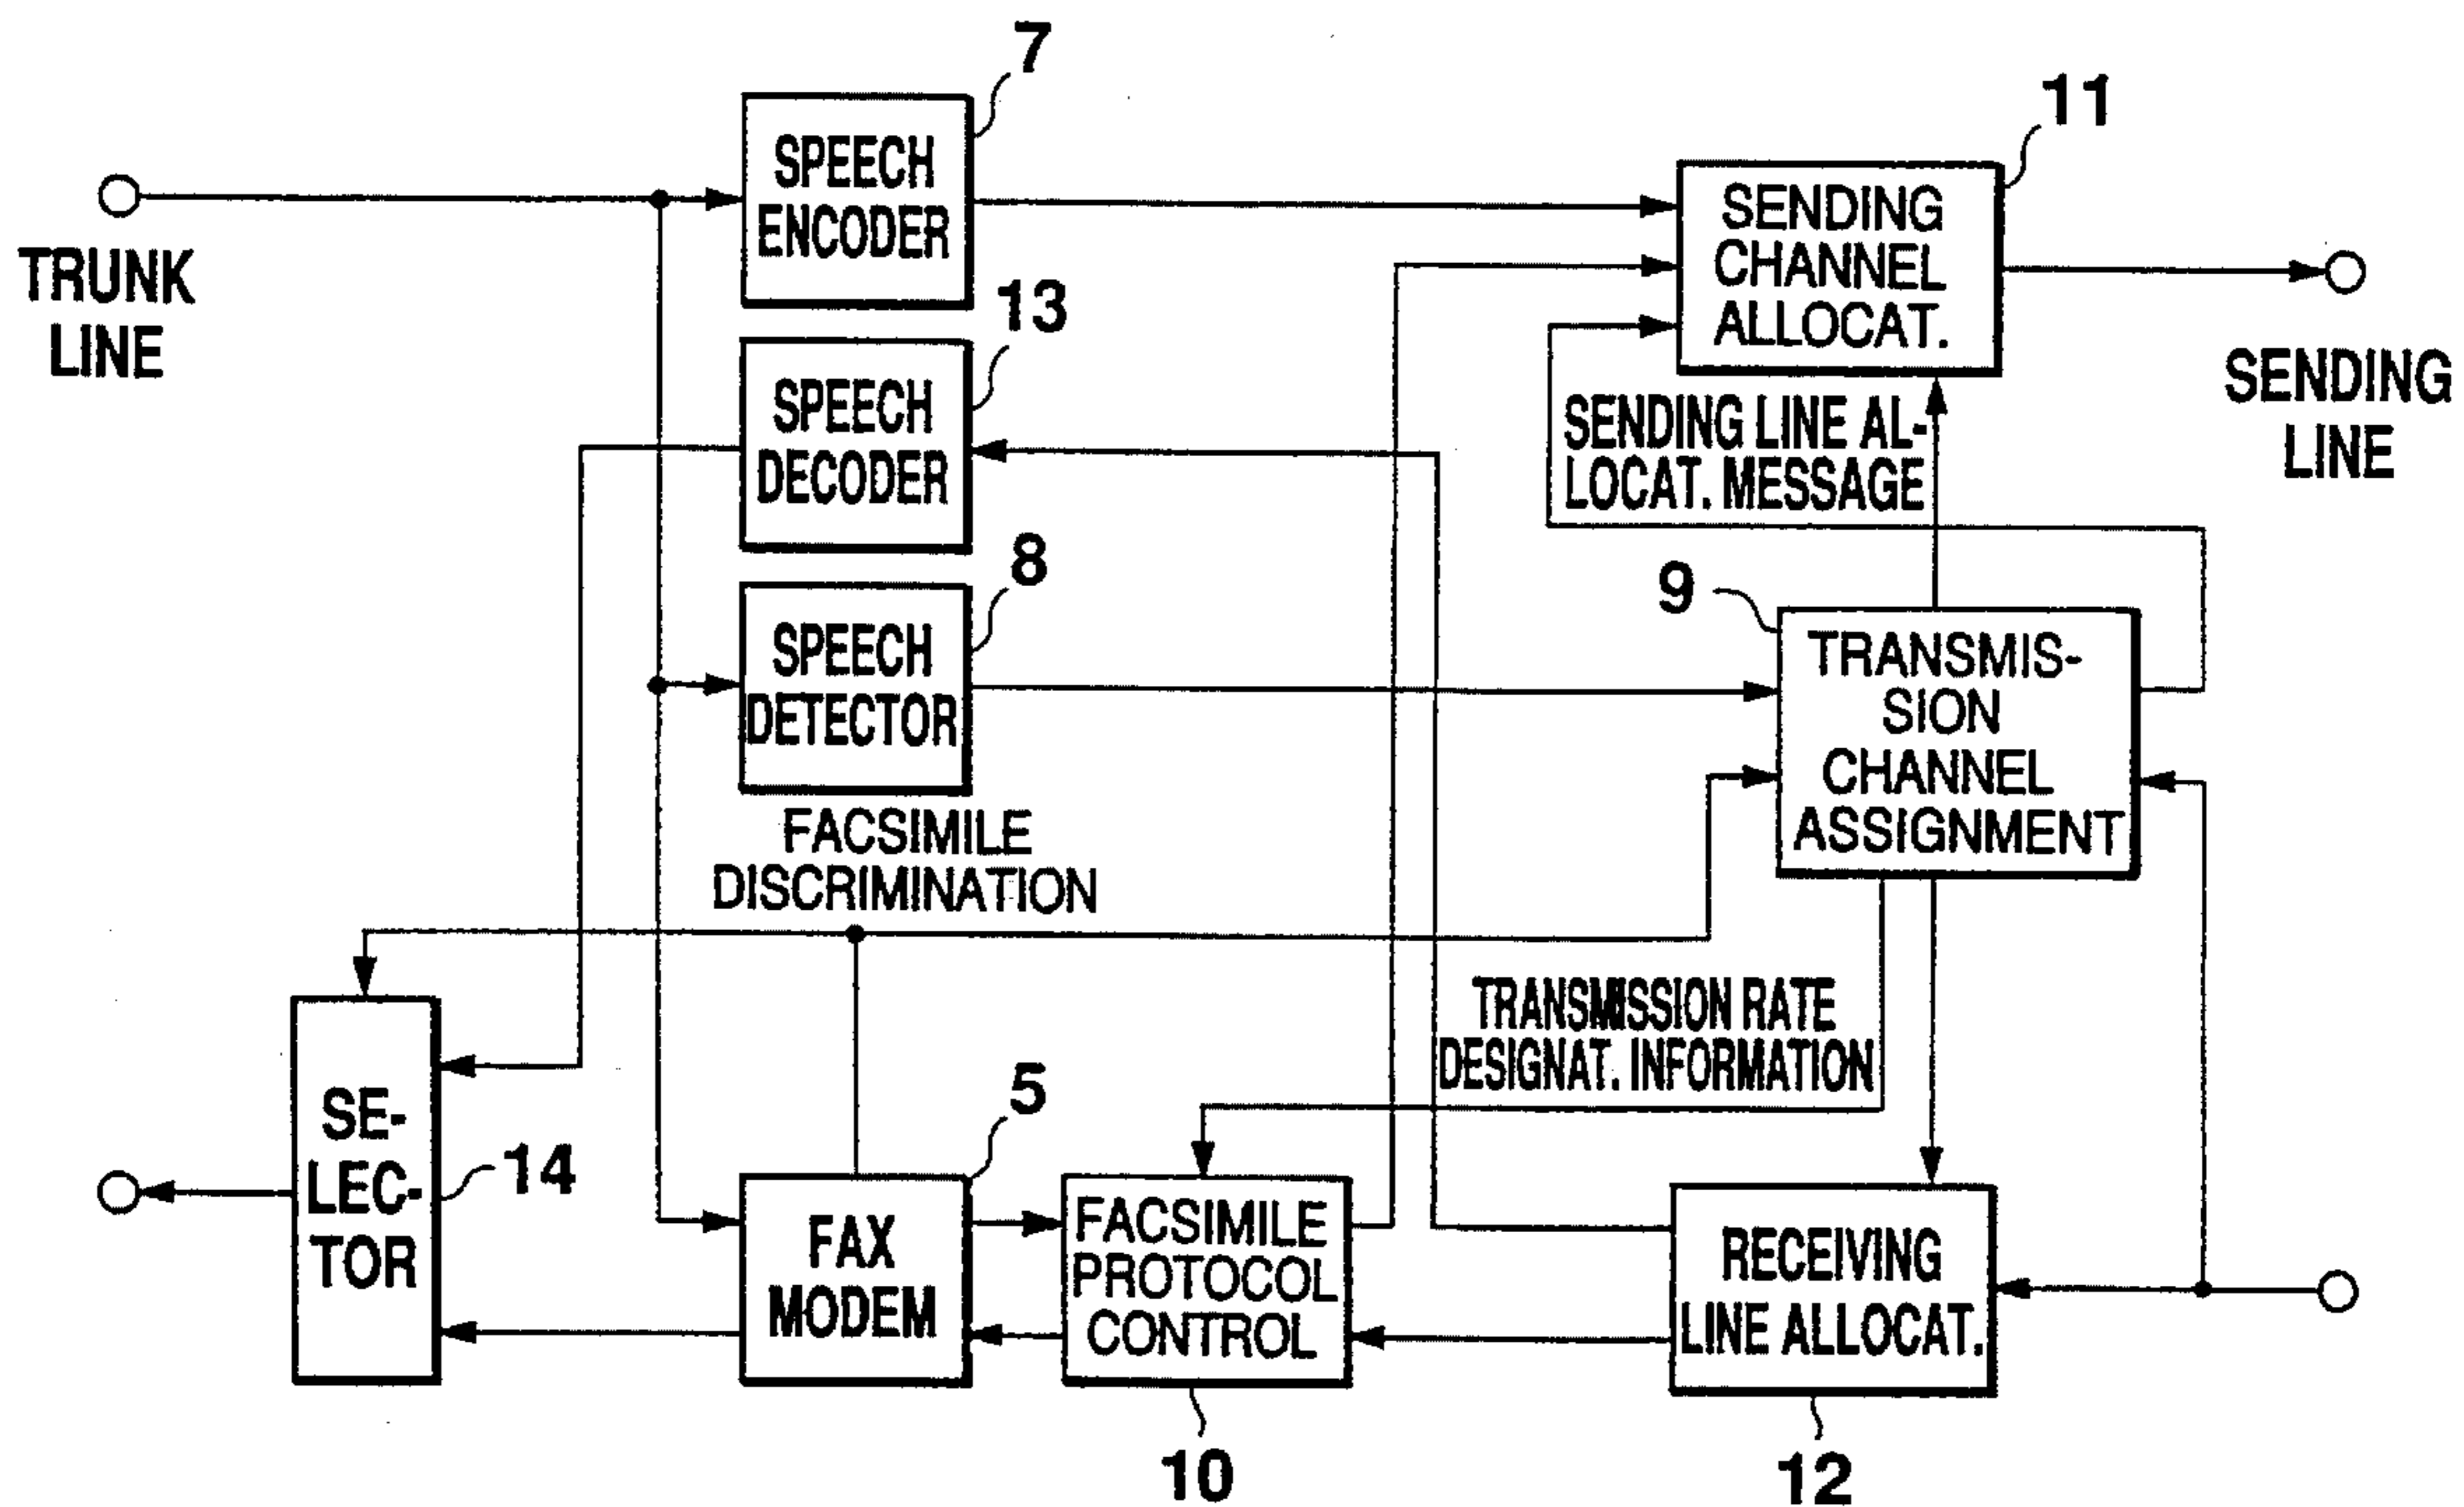 7
11
SPEECH
ENCODER
SENDING
CHANNEL
ALLOCAT.
TRUNK
LINE
13
SPEECH
DECODER
SENDING
LINE
SENDING LINE AL-
LOCAT. MESSAGE
8
SPEECH
DETECTOR
9
TRANSMIS-
SION
CHANNEL
ASSIGNMENT
FACSIMILE
DISCRIMINATION
TRANSMISSION RATE
DESIGNAT. INFORMATION
SE-
LEC-
TOR
14
5
FAX
MODEM
FACSIMILE
PROTOCOL
CONTROL
RECEIVING
LINE ALLOCAT.
10
12